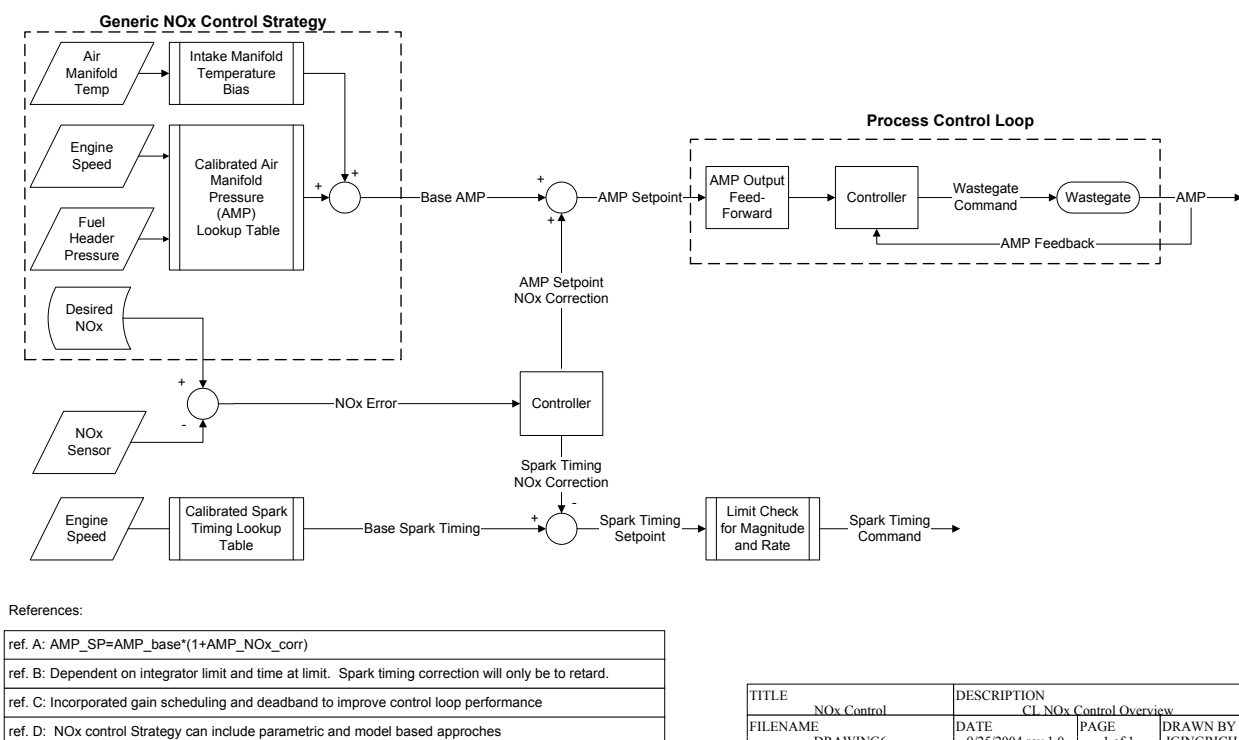 Generic NOx Control Strategy
Air
Manifold
Temp
Intake Manifold
Temperature
Bias
Engine
Speed
Calibrated Air
Manifold
Pressure
(AMP)
Lookup Table
Fuel
Header
Pressure
Desired
NOx
+
+
Base AMP
+
+
AMP Setpoint
Process Control Loop
AMP Output
Feed-
Forward
Controller
Wastegate
Command
Wastegate
AMP
AMP Feedback
AMP Setpoint
NOx Correction
+
-
NOx Error
Controller
NOx
Sensor
Spark Timing
NOx Correction
Engine
Speed
Calibrated Spark
Timing Lookup
Table
Base Spark Timing
+
-
Spark Timing
Setpoint
Limit Check
for Magnitude
and Rate
Spark Timing
Command
References:
ref. A: AMP_SP=AMP_base*(1+AMP_NOx_corr)
ref. B: Dependent on integrator limit and time at limit. Spark timing correction will only be to retard.
ref. C: Incorporated gain scheduling and deadband to improve control loop performance
ref. D: NOx control Strategy can include parametric and model based approches
TITLE
NOx Control
DESCRIPTION
CL NOx Control Overview
FILENAME
DATE
PAGE
DRAWN BY